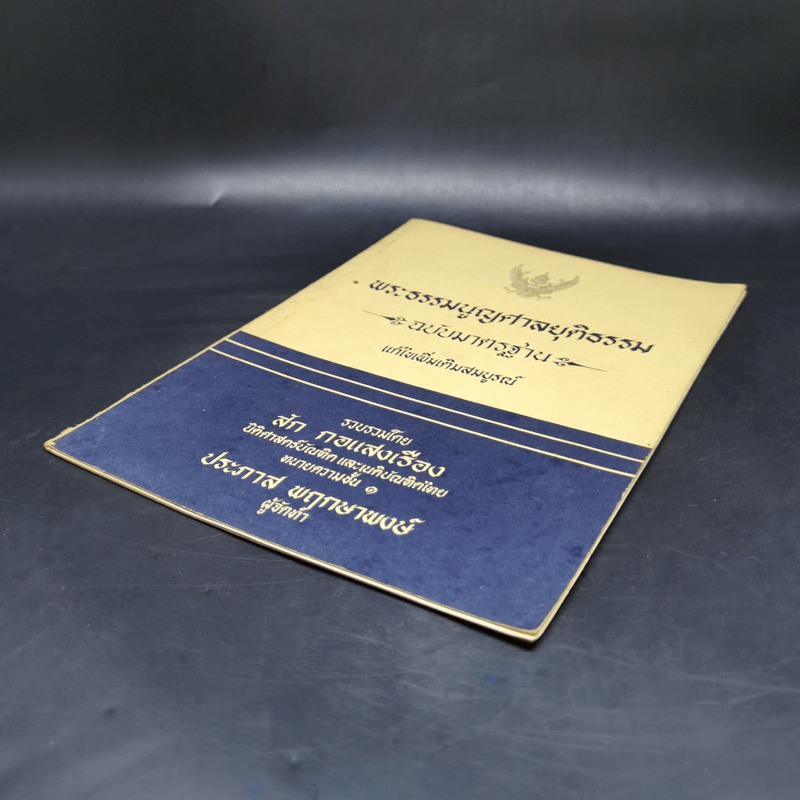 พระธรรมนูญศาลยุติธรรม
ฉบับมาตรฐาน
แก้ไขเพิ่มเติมสมบูรณ์
รวบรวมโดย
สัก กอแสงเรือง
นิติศาสตร์บัณฑิต และเนติบัณฑิตไทย
ทนายความชั้น ๑
ประภาส พฤกษาพงษ์
ผู้จัดทำ